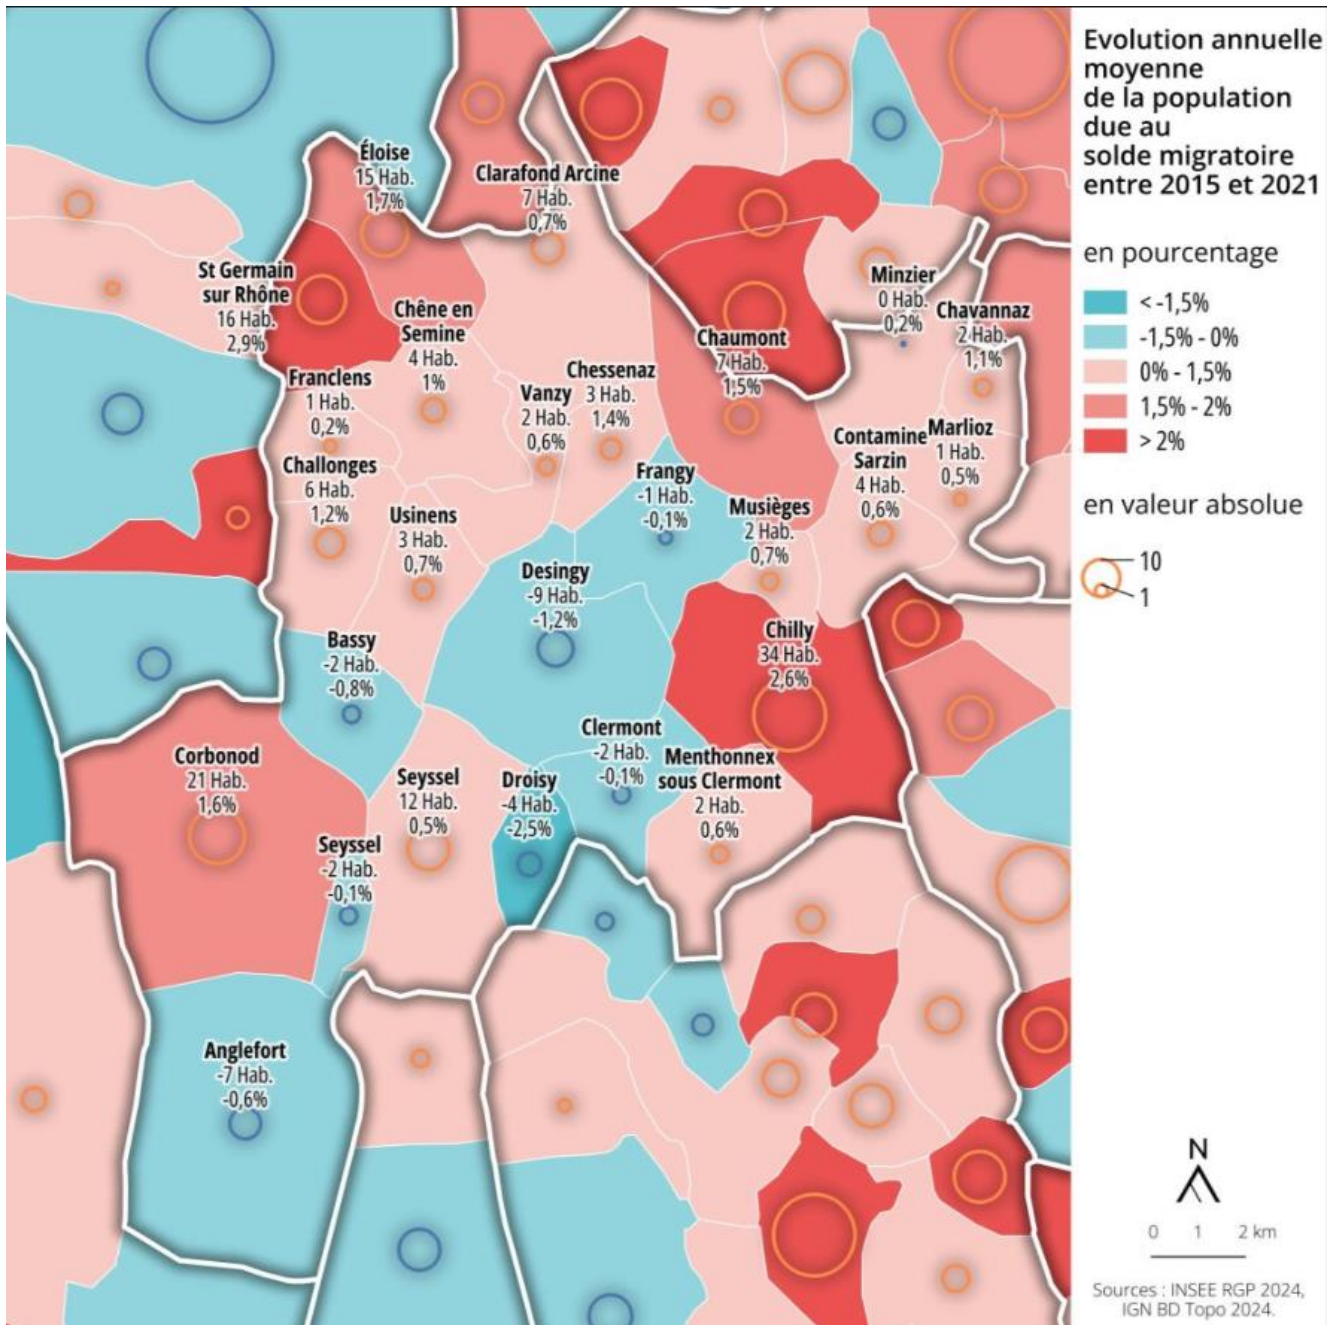 Evolution annuelle
moyenne
de la population
due au
solde migratoire
entre 2015 et 2021
en pourcentage
< -1,5%
-1,5% - 0%
0% - 1,5%
1,5% - 2%
> 2%
en valeur absolue
10
1
Éloise
15 Hab.
1,7%
Clarafond Arcine
7 Hab.
0,7%
St Germain
sur Rhône
16 Hab.
2,9%
Chêne en
Semine
4 Hab.
1%
Minzier
0 Hab.
0,2%
Chavannaz
2 Hab.
1,1%
Chaumont
7 Hab.
1,5%
Franclens
1 Hab.
0,2%
Vanzy
2 Hab.
0,6%
Chessenaz
3 Hab.
1,4%
Contamine
Sarzin
4 Hab.
0,6%
Marlioz
1 Hab.
0,5%
Challonges
6 Hab.
1,2%
Frangy
-1 Hab.
-0,1%
Usinens
3 Hab.
0,7%
Musièges
2 Hab.
0,7%
Desingy
-9 Hab.
-1,2%
Bassy
-2 Hab.
-0,8%
Chilly
34 Hab.
2,6%
Clermont
-2 Hab.
-0,1%
Menthonnex
sous Clermont
2 Hab.
0,6%
Corbonod
21 Hab.
1,6%
Seyssel
12 Hab.
0,5%
Droisy
-4 Hab.
-2,5%
Seyssel
-2 Hab.
-0,1%
Anglefort
-7 Hab.
-0,6%
N
0 1 2 km
Sources : INSEE RGP 2024,
IGN BD Topo 2024.